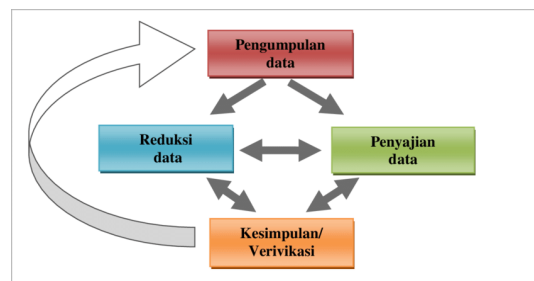 Pengumpulan
data
Reduksi
data
Penyajian
data
Kesimpulan/
Verivikasi